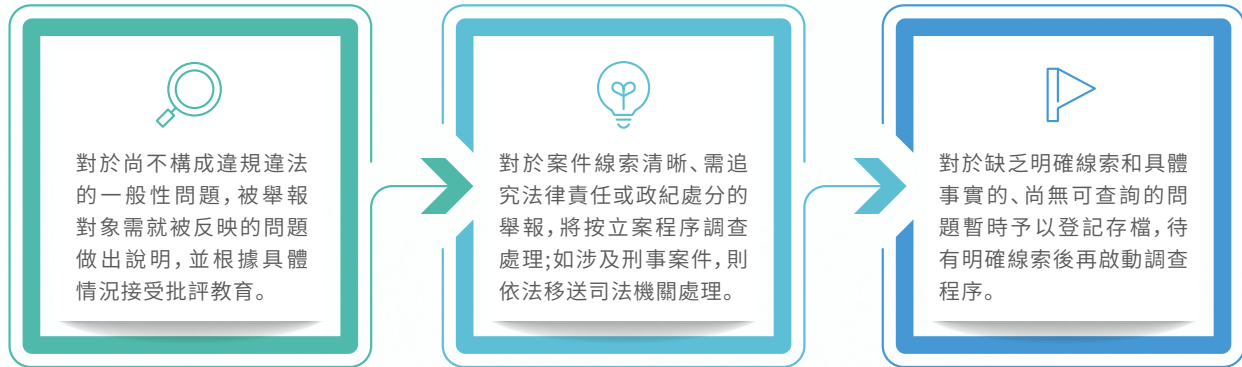 對於尚不構成違規違法
的一般性問題，被舉報
對象需就被反映的問題
做出說明，並根據具體
情況接受批評教育。
對於案件線索清晰、需追
究法律責任或政紀處分的
舉報，將按立案程序調查
處理；如涉及刑事案件，則
依法移送司法機關處理。
對於缺乏明確線索和具體
事實的、尚無可查詢的問
題暫時予以登記存檔，待
有明確線索後再啟動調查
程序。